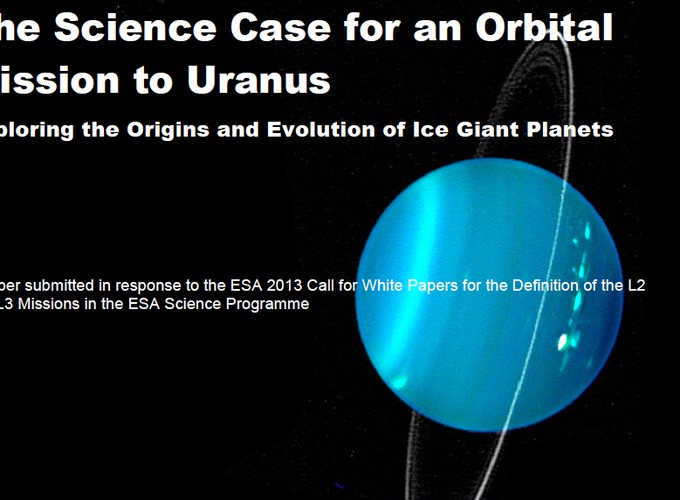 he Science Case for an Orbital
ission to Uranus
ploring the Origins and Evolution of Ice Giant Planets
per submitted in response to the ESA 2013 Call for White Papers for the Definition of the L2
L3 Missions in the ESA Science Programme